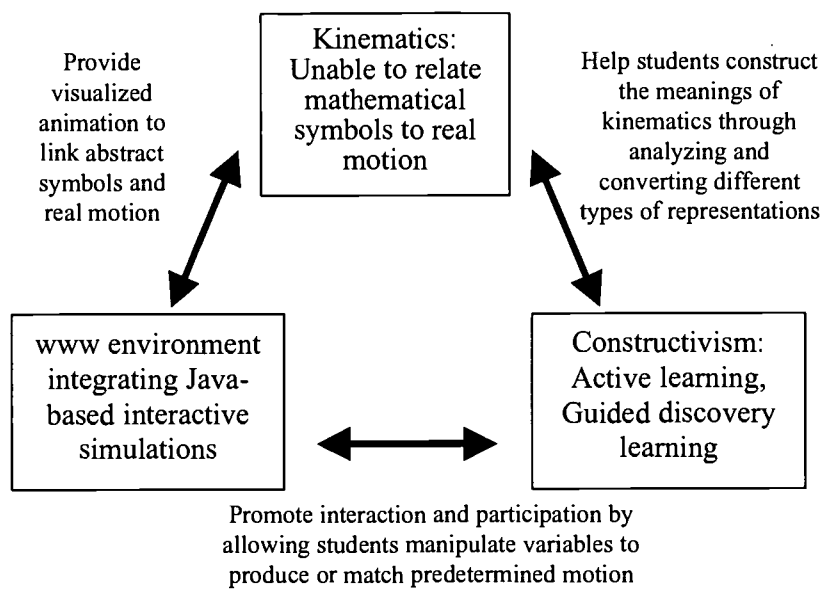 Kinematics:
Unable to relate
mathematical
symbols to real
motion
Provide
visualized
animation to
link abstract
symbols and
real motion
Help students construct
the meanings of
kinematics through
analyzing and
converting different
types of representations
www environment
integrating Java-
based interactive
simulations
Constructivism:
Active learning,
Guided discovery
learning
Promote interaction and participation by
allowing students manipulate variables to
produce or match predetermined motion